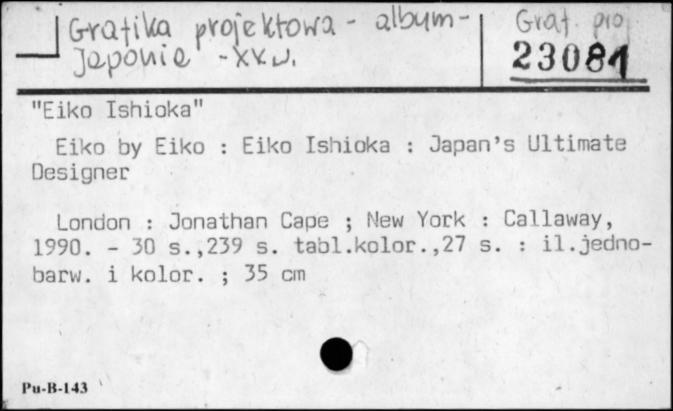 Grafika projektowa - album -
Japonia - XX w.
Graf. pro
23081
"Eiko Ishioka"
Eiko by Eiko : Eiko Ishioka : Japan's Ultimate
Designer
London : Jonathan Cape ; New York : Callaway,
1990. - 30 s.,239 s. tabl.kolor.,27 s. : il.jedno-
barw. i kolor. ; 35 cm
Pu-B-143